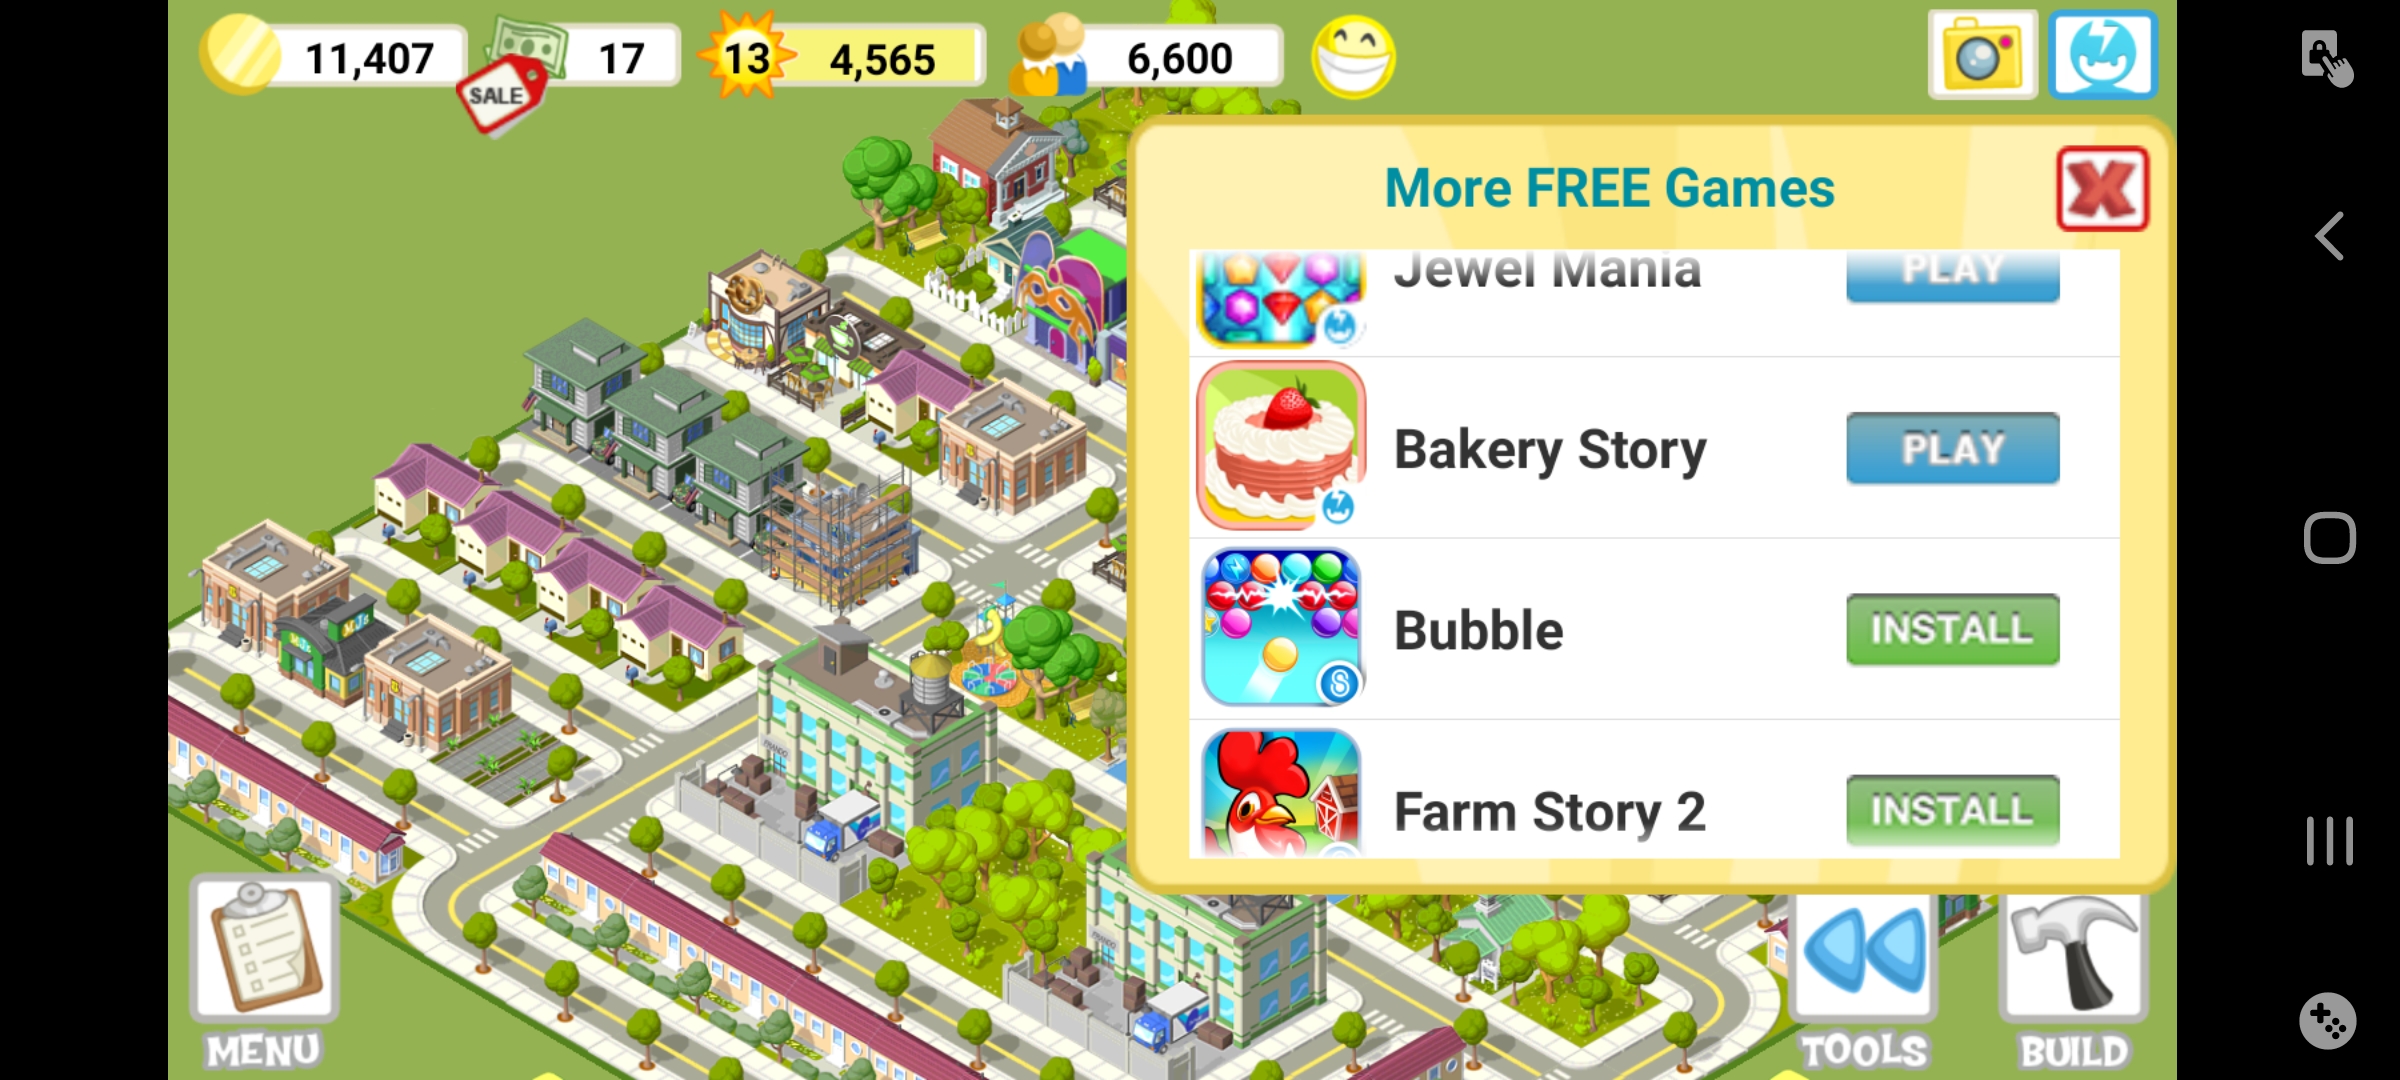 11,407
17
13
4,565
6,600
SALE
More FREE Games
Jewel Mania
PLAY
Bakery Story
PLAY
Bubble
INSTALL
Farm Story 2
INSTALL
MENU
TOOLS
BUILD